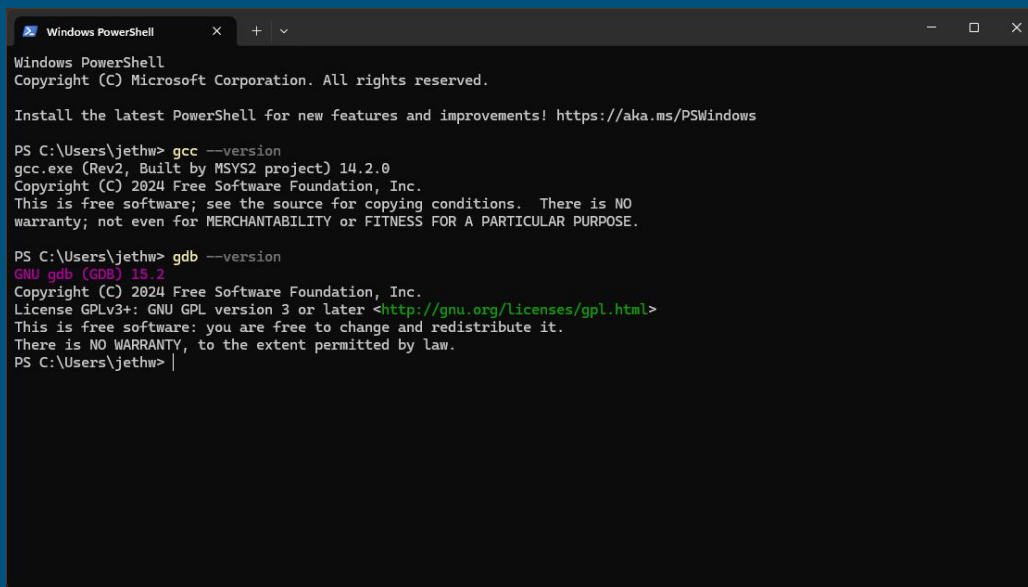 Windows PowerShell
Windows PowerShell
Copyright (C) Microsoft Corporation. All rights reserved.
Install the latest PowerShell for new features and improvements! https://aka.ms/PSWindows
PS C:\Users\jethw> gcc --version
gcc.exe (Rev2, Built by MSYS2 project) 14.2.0
Copyright (C) 2024 Free Software Foundation, Inc.
This is free software; see the source for copying conditions.  There is NO
warranty; not even for MERCHANTABILITY or FITNESS FOR A PARTICULAR PURPOSE.
PS C:\Users\jethw> gdb --version
GNU gdb (GDB) 15.2
Copyright (C) 2024 Free Software Foundation, Inc.
License GPLv3+: GNU GPL version 3 or later <http://gnu.org/licenses/gpl.html>
This is free software: you are free to change and redistribute it.
There is NO WARRANTY, to the extent permitted by law.
PS C:\Users\jethw>